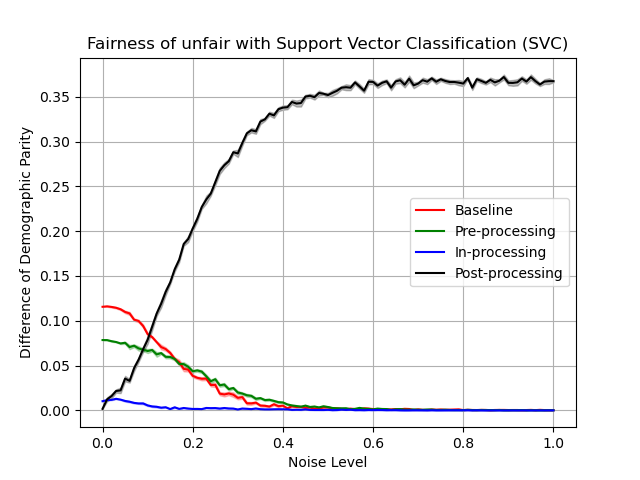 Fairness of unfair with Support Vector Classification (SVC)
Difference of Demographic Parity
0.35
0.30
0.25
0.20
0.15
0.10
0.05
0.00
Baseline
Pre-processing
In-processing
Post-processing
0.0 0.2 0.4 0.6 0.8 1.0
Noise Level